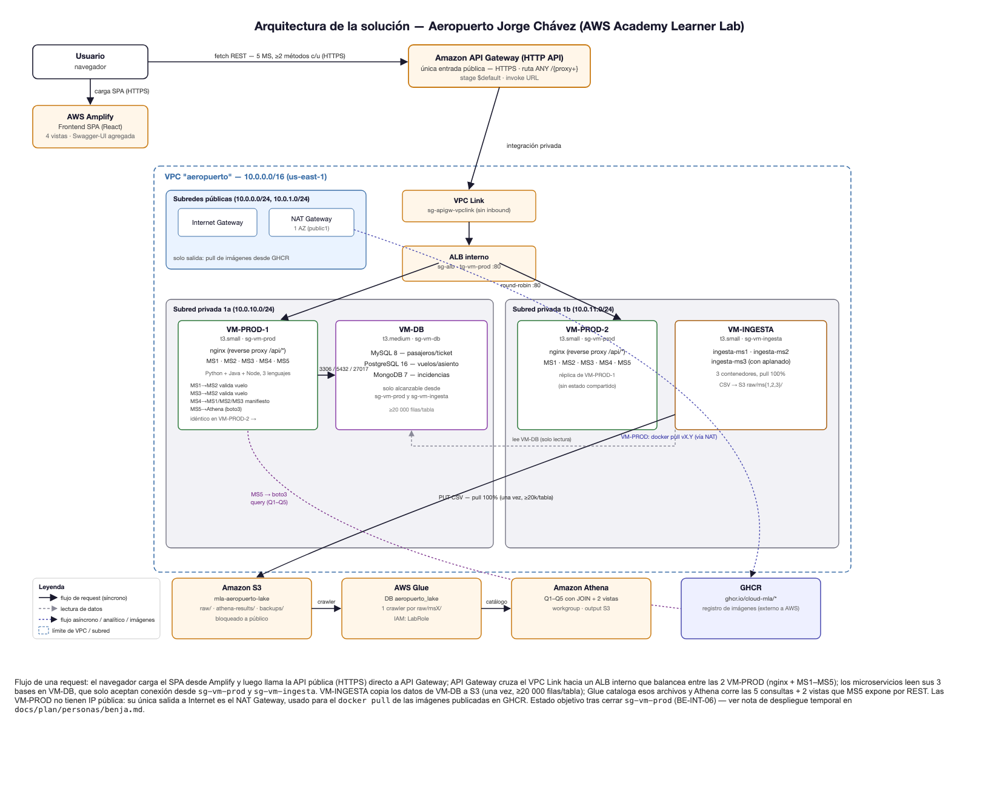 Arquitectura de la solución — Aeropuerto Jorge Chávez (AWS Academy Learner Lab)
Usuario
navegador
fetch REST — 5 MS, ≥2 métodos c/u (HTTPS)
Amazon API Gateway (HTTP API)
única entrada pública — HTTPS · ruta ANY /{proxy+}
stage $default · invoke URL
carga SPA (HTTPS)
AWS Amplify
Frontend SPA (React)
4 vistas · Swagger-UI agregada
integración privada
VPC "aeropuerto" — 10.0.0.0/16 (us-east-1)
Subredes públicas (10.0.0.0/24, 10.0.1.0/24)
Internet Gateway
NAT Gateway
1 AZ (public1)
solo salida: pull de imágenes desde GHCR
VPC Link
sg-apigw-vpclink (sin inbound)
ALB interno
sg-alb · tg-vm-prod :80
round-robin :80
Subred privada 1a (10.0.10.0/24)
VM-PROD-1
t3.small · sg-vm-prod
nginx (reverse proxy /api/*)
MS1 · MS2 · MS3 · MS4 · MS5
Python + Java + Node, 3 lenguajes
MS1→MS2 valida vuelo
MS3→MS2 valida vuelo
MS4→MS1/MS2/MS3 manifiesto
MS5→Athena (boto3)
idéntico en VM-PROD-2 →
3306 / 5432 / 27017
VM-DB
t3.medium · sg-vm-db
MySQL 8 — pasajeros/ticket
PostgreSQL 16 — vuelos/asiento
MongoDB 7 — incidencias
solo alcanzable desde
sg-vm-prod y sg-vm-ingesta
≥20 000 filas/tabla
Subred privada 1b (10.0.11.0/24)
VM-PROD-2
t3.small · sg-vm-prod
nginx (reverse proxy /api/*)
MS1 · MS2 · MS3 · MS4 · MS5
réplica de VM-PROD-1
(sin estado compartido)
VM-INGESTA
t3.small · sg-vm-ingesta
ingesta-ms1 · ingesta-ms2
ingesta-ms3 (con aplanado)
3 contenedores, pull 100%
CSV → S3 raw/ms{1,2,3}/
lee VM-DB (solo lectura)
VM-PROD: docker pull vX.Y (vía NAT)
MS5 → boto3
query (Q1–Q5)
PUT CSV — pull 100% (una vez, ≥20k/tabla)
Leyenda
flujo de request (síncrono)
lectura de datos
flujo asíncrono / analítico / imágenes
límite de VPC / subred
Amazon S3
mla-aeropuerto-lake
raw/ · athena-results/ · backups/
bloqueado a público
crawler
AWS Glue
DB aeropuerto_lake
1 crawler por raw/msX/
IAM: LabRole
catálogo
Amazon Athena
Q1–Q5 con JOIN + 2 vistas
workgroup · output S3
GHCR
ghcr.io/cloud-mla/*
registro de imágenes (externo a AWS)
Flujo de una request: el navegador carga el SPA desde Amplify y luego llama la API pública (HTTPS) directo a API Gateway; API Gateway cruza el VPC Link hacia un ALB interno que balancea entre las 2 VM-PROD (nginx + MS1–MS5); los microservicios leen sus 3
bases en VM-DB, que solo aceptan conexión desde sg-vm-prod y sg-vm-ingesta. VM-INGESTA copia los datos de VM-DB a S3 (una vez, ≥20 000 filas/tabla); Glue cataloga esos archivos y Athena corre las 5 consultas + 2 vistas que MS5 expone por REST. Las
VM-PROD no tienen IP pública: su única salida a Internet es el NAT Gateway, usado para el docker pull de las imágenes publicadas en GHCR. Estado objetivo tras cerrar sg-vm-prod (BE-INT-06) — ver nota de despliegue temporal en
docs/plan/personas/benja.md.